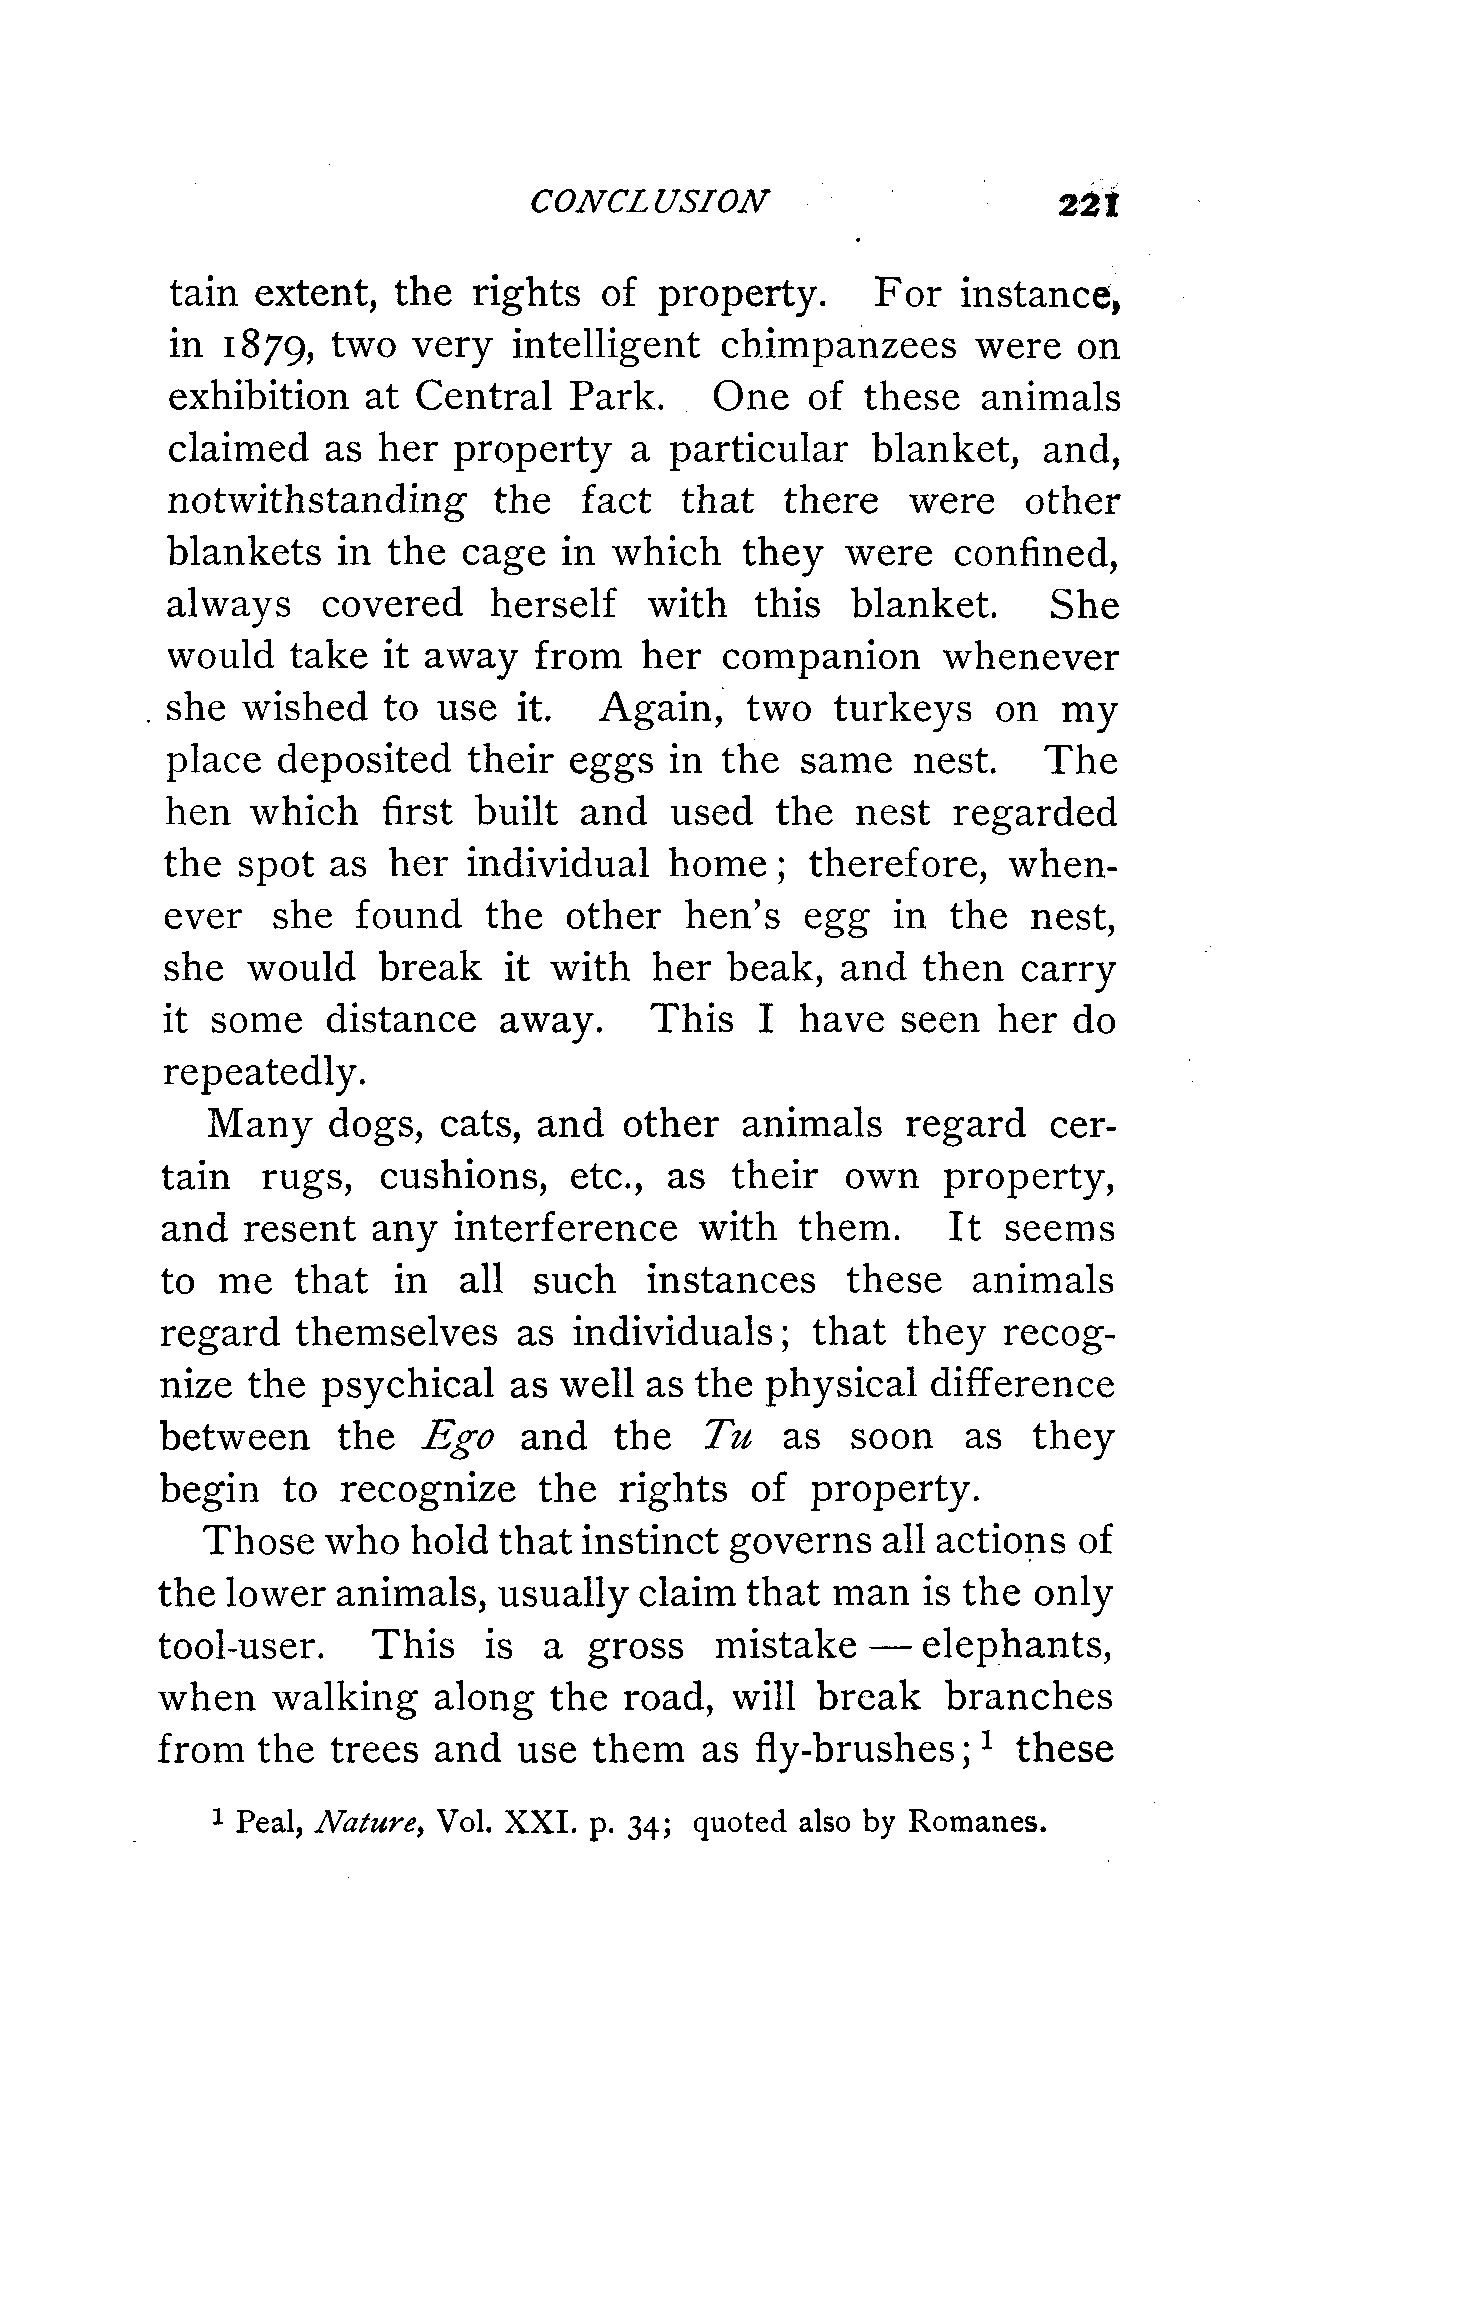 CONCLUSION 221
tain extent, the rights of property. For instance,
in 1879, two very intelligent chimpanzees were on
exhibition at Central Park. One of these animals
claimed as her property a particular blanket, and,
notwithstanding the fact that there were other
blankets in the cage in which they were confined,
always covered herself with this blanket. She
would take it away from her companion whenever
she wished to use it. Again, two turkeys on my
place deposited their eggs in the same nest. The
hen which first built and used the nest regarded
the spot as her individual home; therefore, when-
ever she found the other hen's egg in the nest,
she would break it with her beak, and then carry
it some distance away. This I have seen her do
repeatedly.
Many dogs, cats, and other animals regard cer-
tain rugs, cushions, etc., as their own property,
and resent any interference with them. It seems
to me that in all such instances these animals
regard themselves as individuals; that they recog-
nize the psychical as well as the physical difference
between the Ego and the Tu as soon as they
begin to recognize the rights of property.
Those who hold that instinct governs all actions of
the lower animals, usually claim that man is the only
tool-user. This is a gross mistake — elephants,
when walking along the road, will break branches
from the trees and use them as fly-brushes;¹ these
¹ Peal, Nature, Vol. XXI. p. 34; quoted also by Romanes.